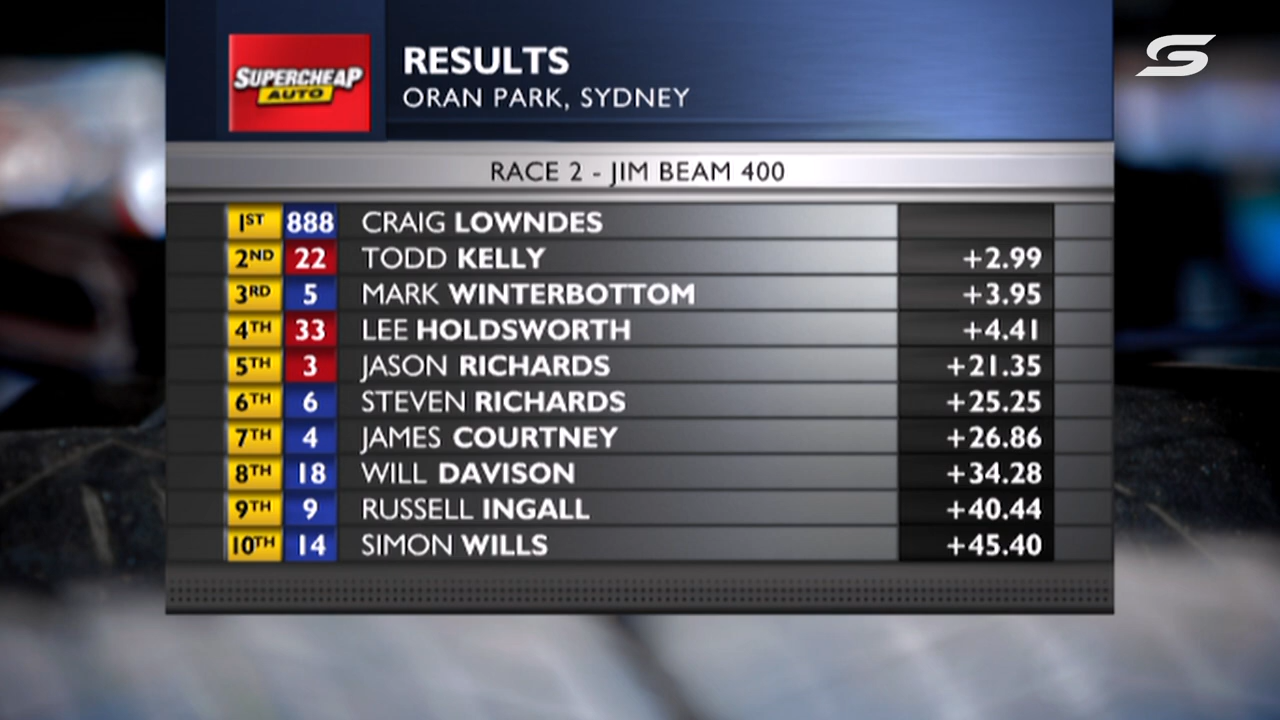 SUPERCHEAP
AUTO
RESULTS
ORAN PARK, SYDNEY
RACE 2 - JIM BEAM 400
1ST 888 CRAIG LOWNDES
2ND 22 TODD KELLY +2.99
3RD 5 MARK WINTERBOTTOM +3.95
4TH 33 LEE HOLDSWORTH +4.41
5TH 3 JASON RICHARDS +21.35
6TH 6 STEVEN RICHARDS +25.25
7TH 4 JAMES COURTNEY +26.86
8TH 18 WILL DAVISON +34.28
9TH 9 RUSSELL INGALL +40.44
10TH 14 SIMON WILLS +45.40